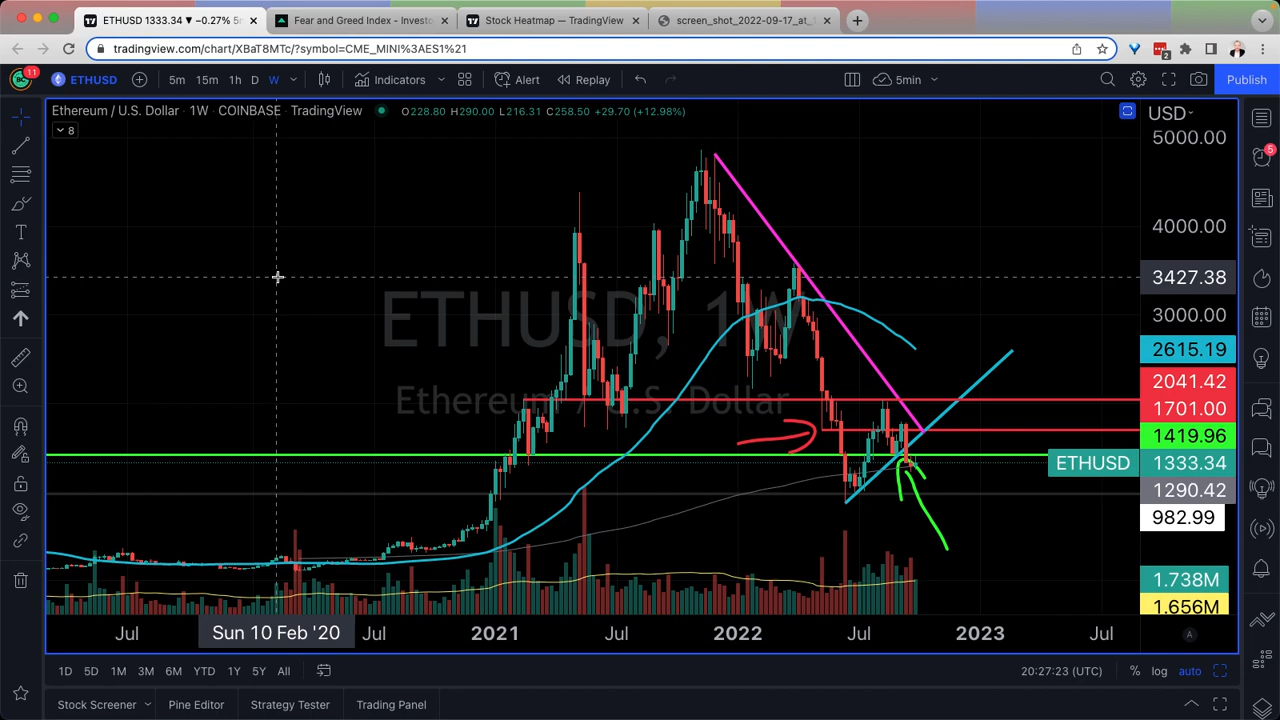 ETHUSD 1333.34 ▼ −0.27% 5m
Fear and Greed Index - Investo
Stock Heatmap — TradingView
screen_shot_2022-09-17_at_1
tradingview.com/chart/XBaT8MTc/?symbol=CME_MINI%3AES1%21
2
11
ETHUSD
5m 15m 1h D W
Indicators
Alert
Replay
5min
Publish
Ethereum / U.S. Dollar · 1W · COINBASE · TradingView
O228.80 H290.00 L216.31 C258.50 +29.70 (+12.98%)
USD
8
5000.00
5
4000.00
3427.38
ETHUSD, 1W
3000.00
2615.19
2041.42
Ethereum / U.S. Dollar
1701.00
1419.96
ETHUSD 1333.34
1290.42
982.99
1.738M
1.656M
Jul Sun 10 Feb '20 Jul 2021 Jul 2022 Jul 2023 Jul
A
1D 5D 1M 3M 6M YTD 1Y 5Y All
20:27:23 (UTC) % log auto
Stock Screener Pine Editor Strategy Tester Trading Panel